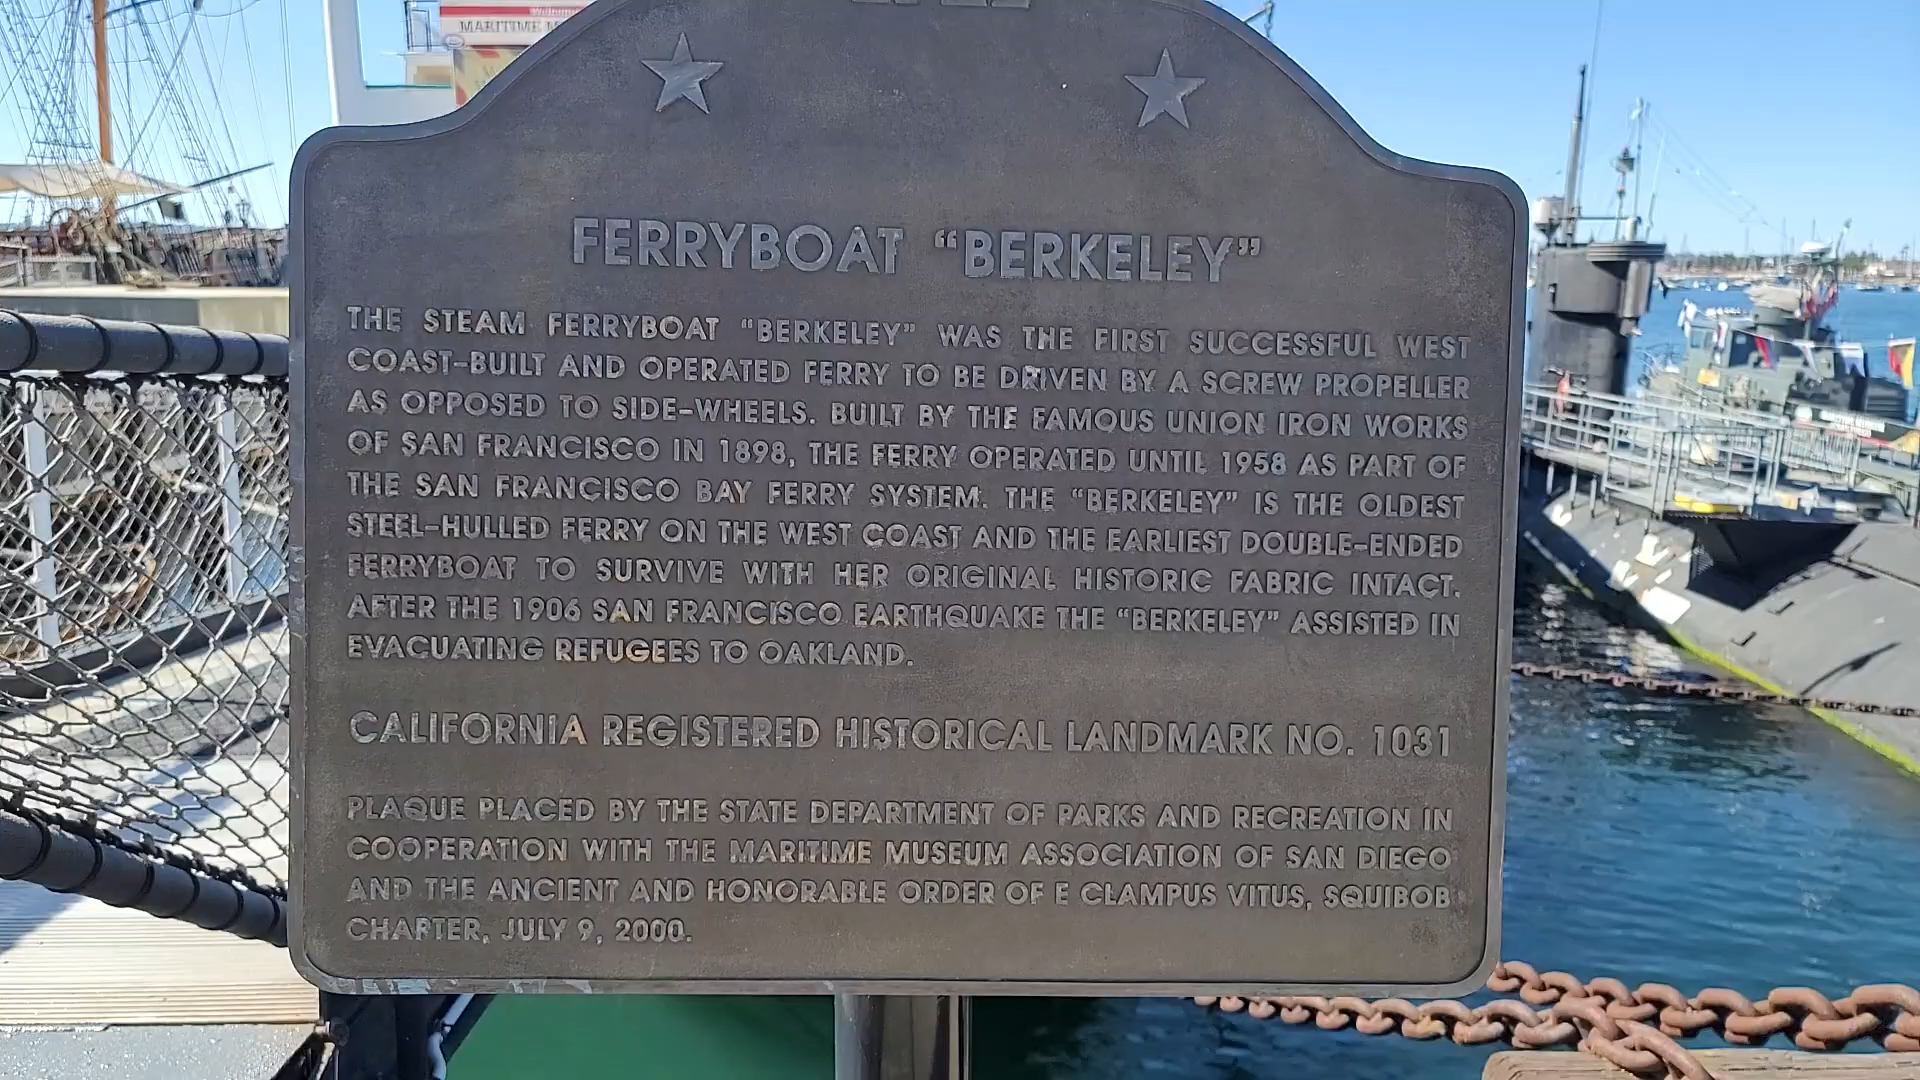 MARITIME
FERRYBOAT “BERKELEY”
THE STEAM FERRYBOAT “BERKELEY” WAS THE FIRST SUCCESSFUL WEST
COAST-BUILT AND OPERATED FERRY TO BE DRIVEN BY A SCREW PROPELLER
AS OPPOSED TO SIDE-WHEELS. BUILT BY THE FAMOUS UNION IRON WORKS
OF SAN FRANCISCO IN 1898, THE FERRY OPERATED UNTIL 1958 AS PART OF
THE SAN FRANCISCO BAY FERRY SYSTEM. THE “BERKELEY” IS THE OLDEST
STEEL-HULLED FERRY ON THE WEST COAST AND THE EARLIEST DOUBLE-ENDED
FERRYBOAT TO SURVIVE WITH HER ORIGINAL HISTORIC FABRIC INTACT.
AFTER THE 1906 SAN FRANCISCO EARTHQUAKE THE “BERKELEY” ASSISTED IN
EVACUATING REFUGEES TO OAKLAND.
CALIFORNIA REGISTERED HISTORICAL LANDMARK NO. 1031
PLAQUE PLACED BY THE STATE DEPARTMENT OF PARKS AND RECREATION IN
COOPERATION WITH THE MARITIME MUSEUM ASSOCIATION OF SAN DIEGO
AND THE ANCIENT AND HONORABLE ORDER OF E CLAMPUS VITUS, SQUIBOB
CHAPTER, JULY 9, 2000.